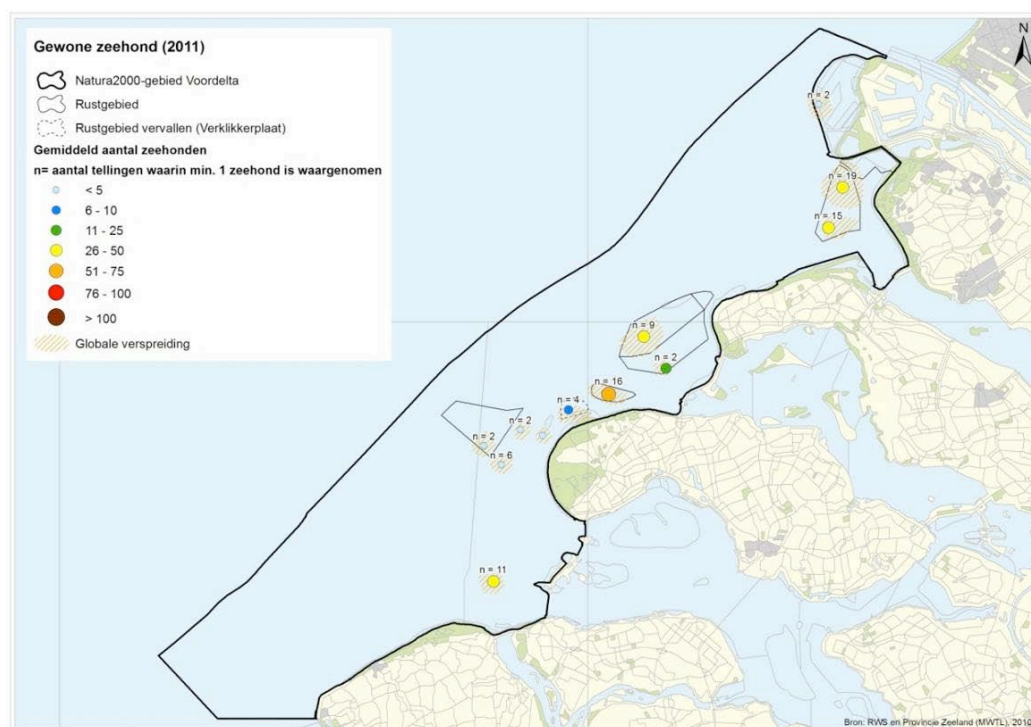 Gewone zeehond (2011)
Natura2000-gebied Voordelta
Rustgebied
Rustgebied vervallen (Verklikkerplaat)
Gemiddeld aantal zeehonden
n= aantal tellingen waarin min. 1 zeehond is waargenomen
< 5
6 - 10
11 - 25
26 - 50
51 - 75
76 - 100
> 100
Globale verspreiding
N
n = 2
n = 19
n = 15
n = 9
n = 2
n = 16
n = 4
n = 2
n = 2
n = 6
n = 11
Bron: RWS en Provincie Zeeland (MWTL),